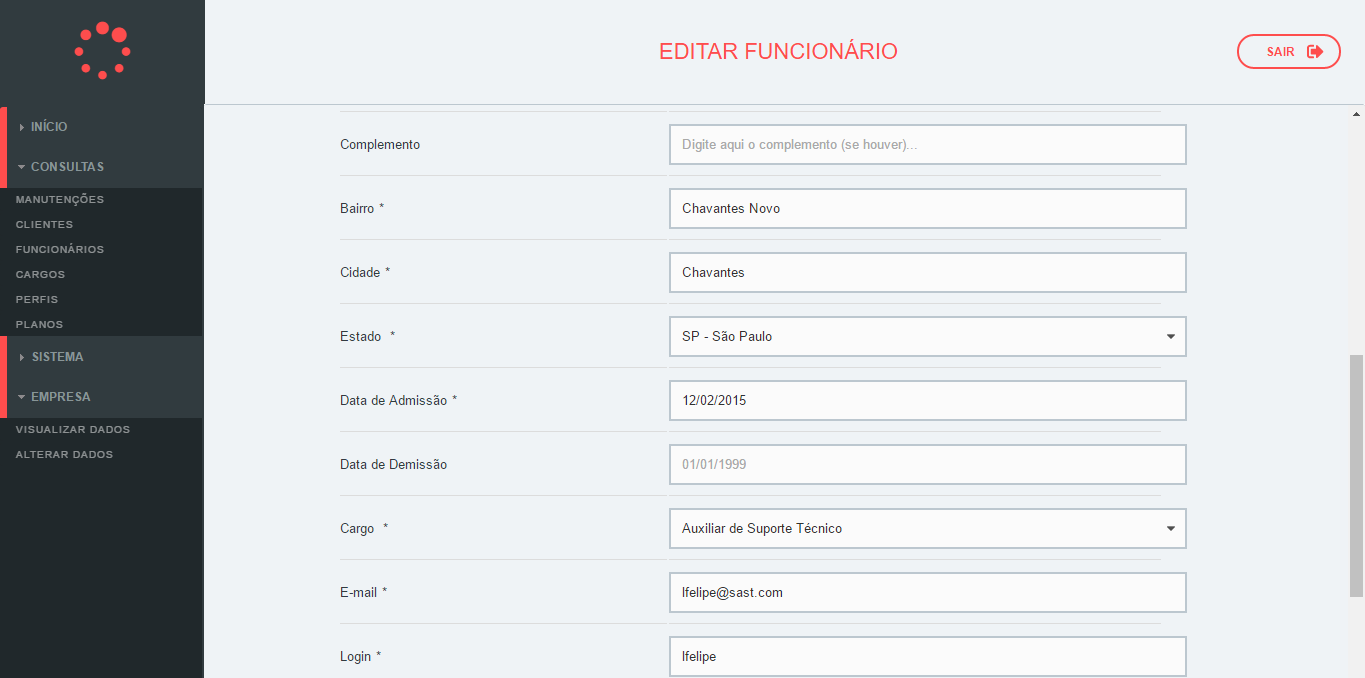 EDITAR FUNCIONÁRIO
SAIR
INÍCIO
CONSULTAS
MANUTENÇÕES
CLIENTES
FUNCIONÁRIOS
CARGOS
PERFIS
PLANOS
SISTEMA
EMPRESA
VISUALIZAR DADOS
ALTERAR DADOS
Complemento
Digite aqui o complemento (se houver)...
Bairro *
Chavantes Novo
Cidade *
Chavantes
Estado *
SP - São Paulo
Data de Admissão *
12/02/2015
Data de Demissão
01/01/1999
Cargo *
Auxiliar de Suporte Técnico
E-mail *
lfelipe@sast.com
Login *
lfelipe